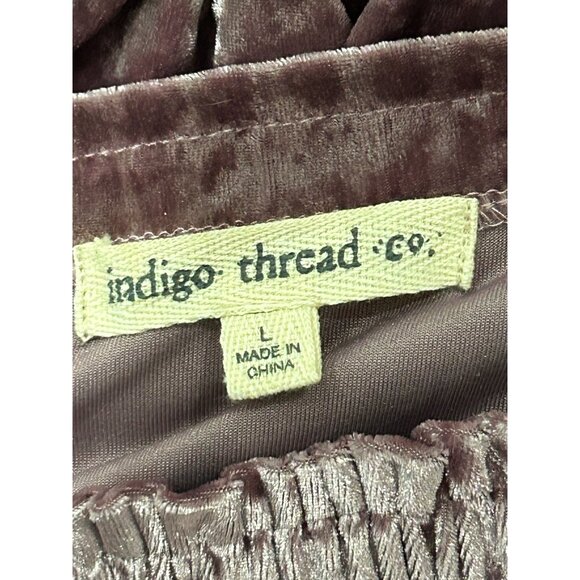 indigo thread co.
L
MADE IN
CHINA